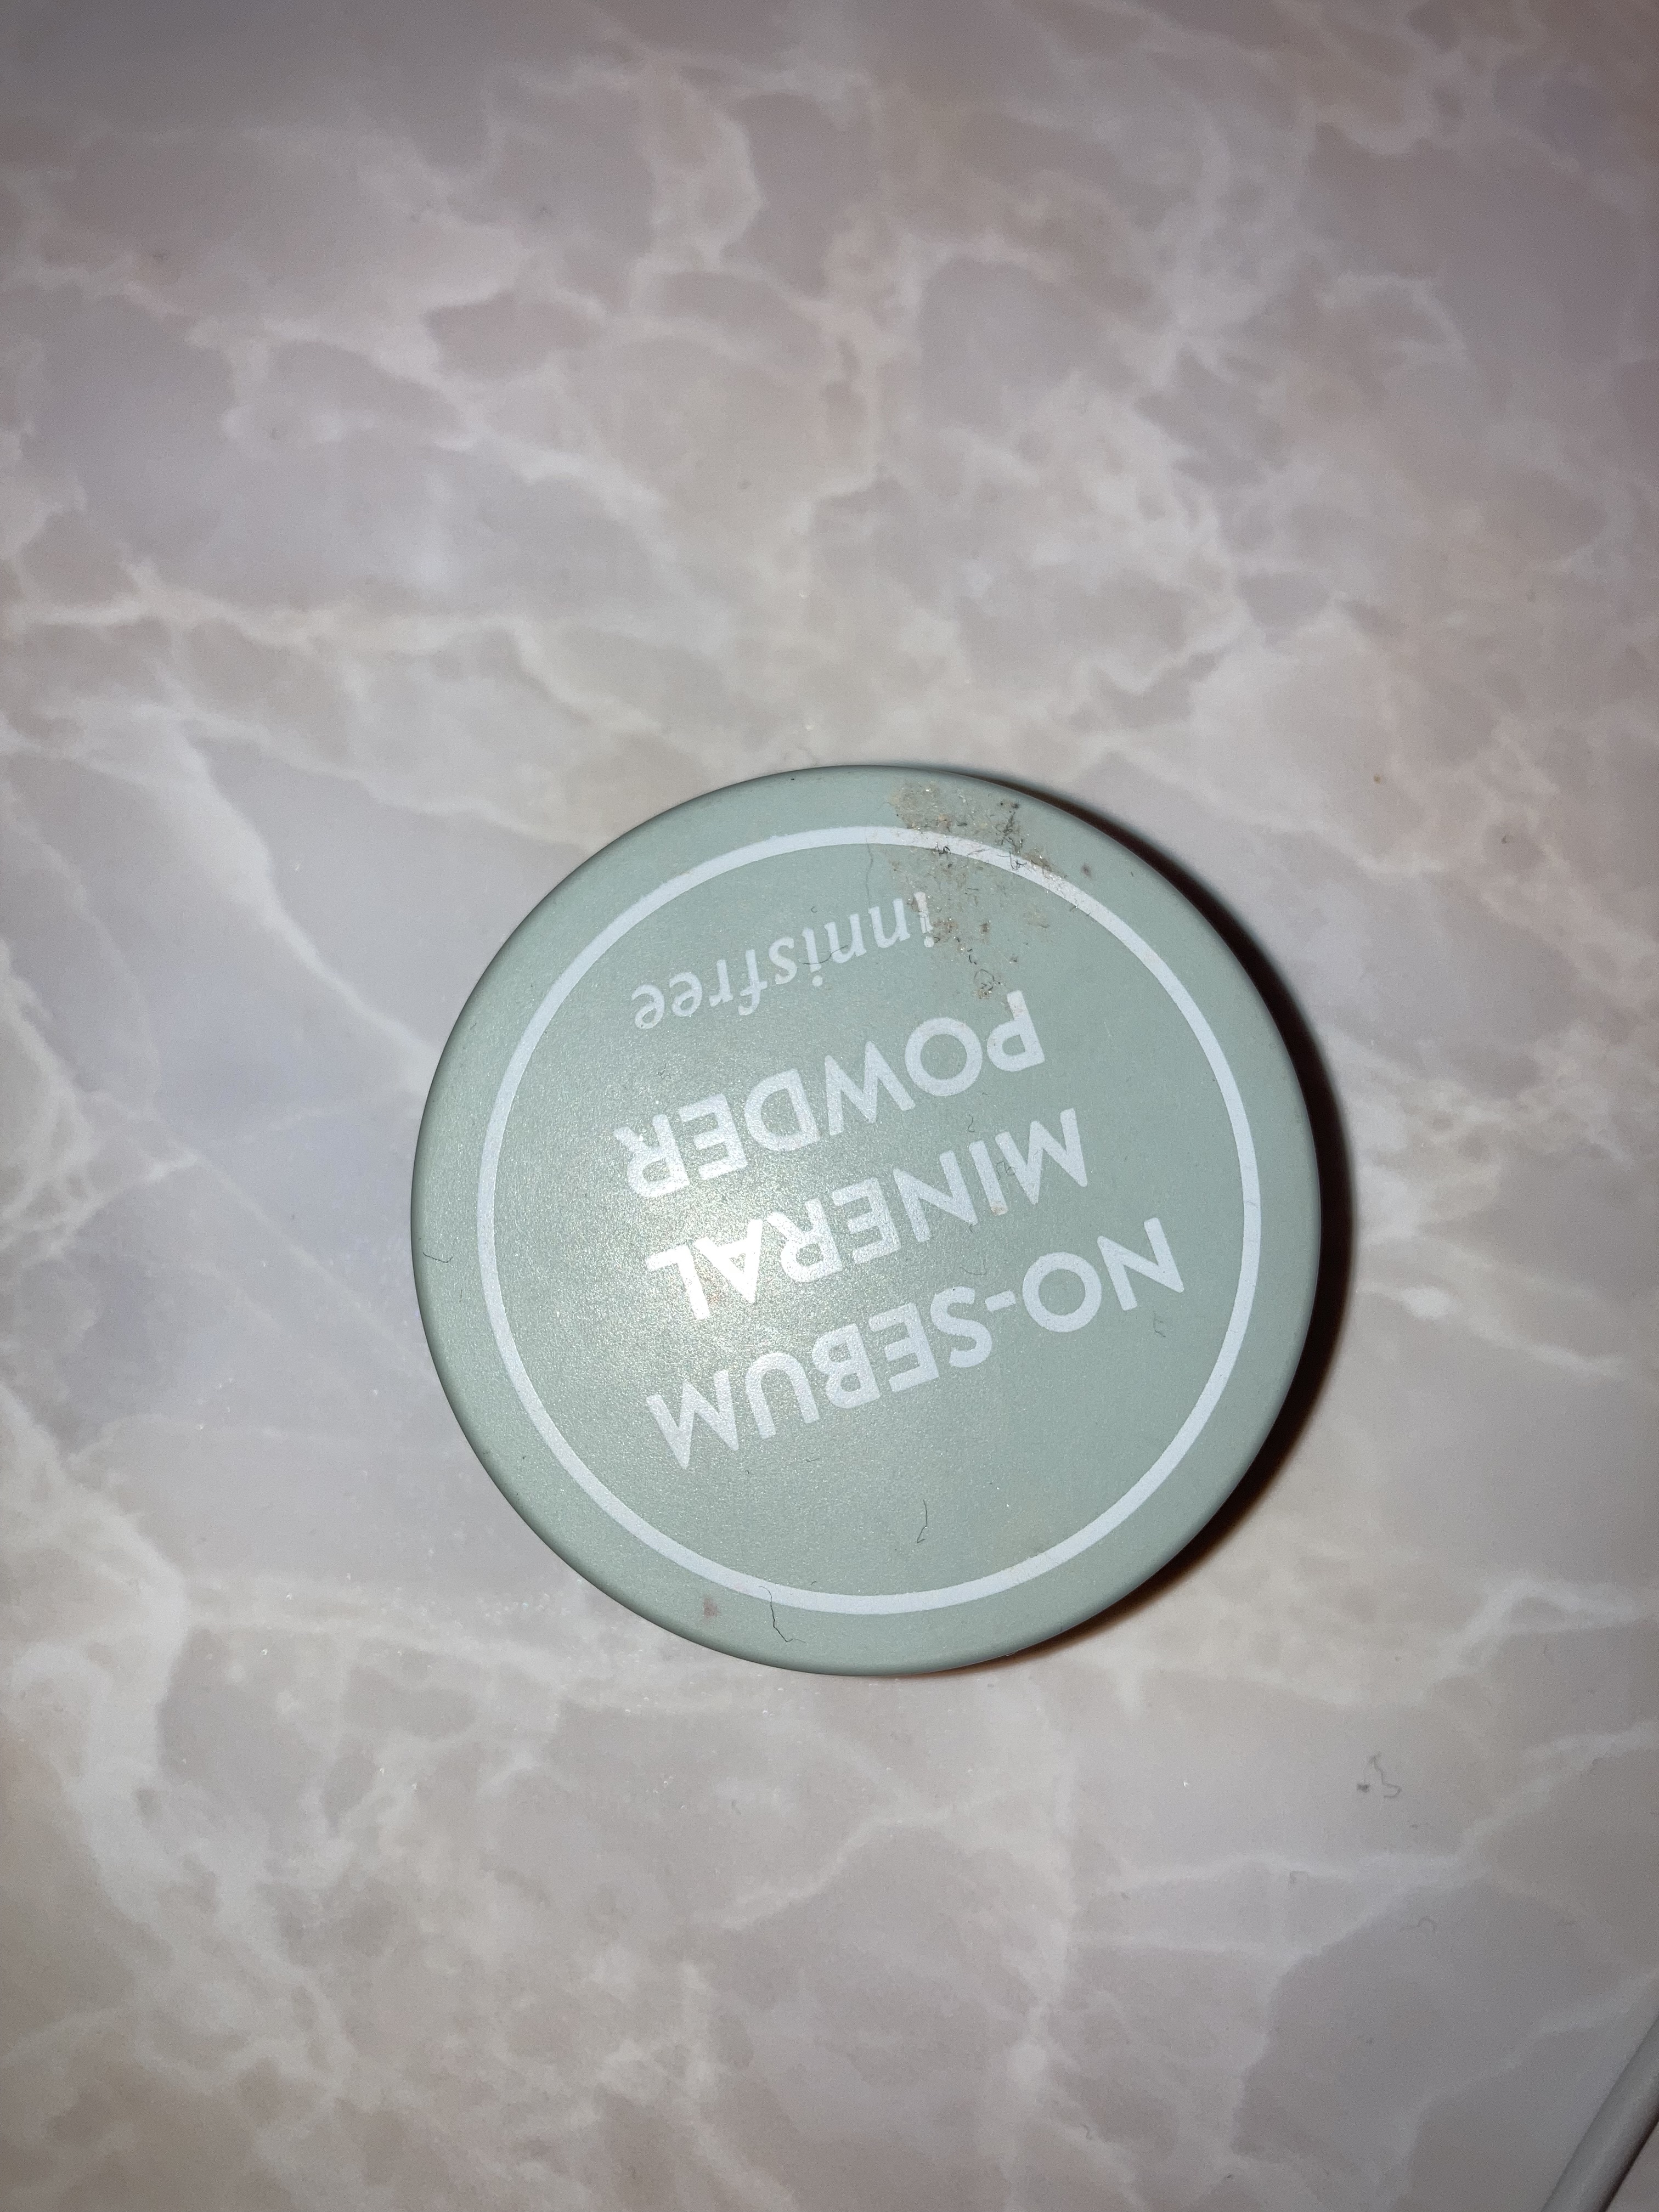 NO-SEBUM
MINERAL
POWDER
innisfree